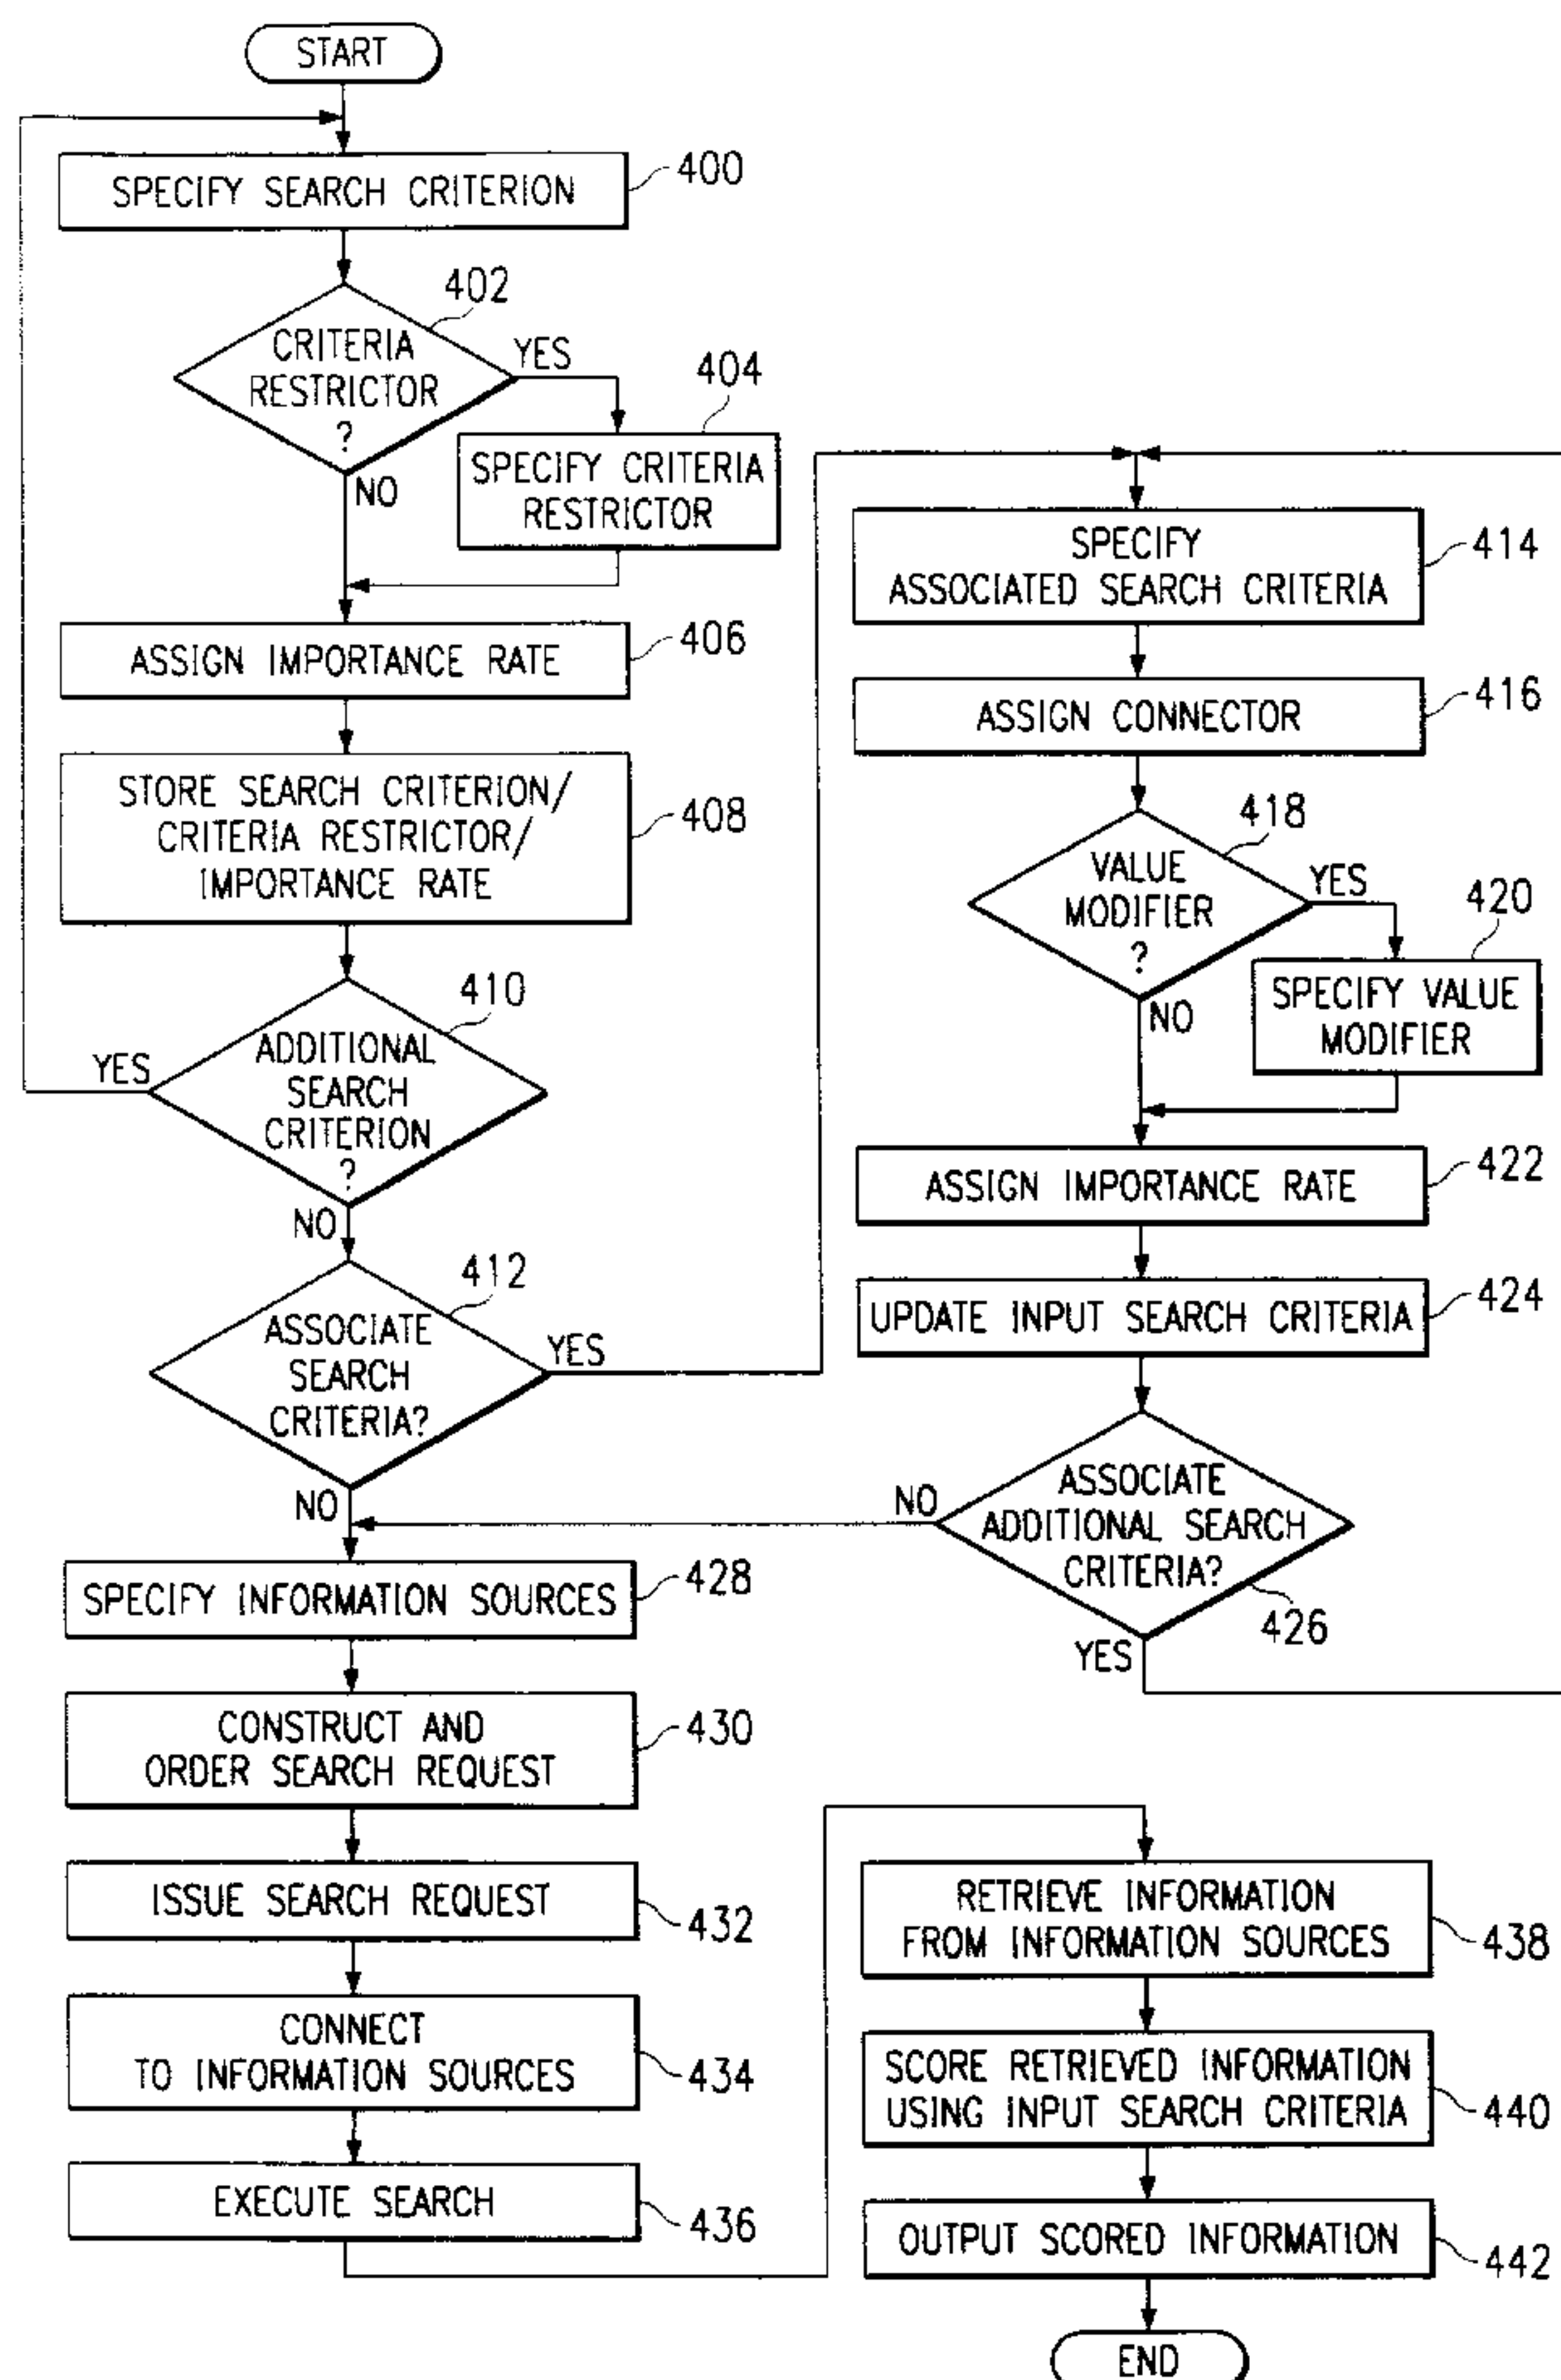 START
SPECIFY SEARCH CRITERION
400
402
CRITERIA
RESTRICTOR
?
YES
NO
404
SPECIFY CRITERIA
RESTRICTOR
ASSIGN IMPORTANCE RATE
406
STORE SEARCH CRITERION/
CRITERIA RESTRICTOR/
IMPORTANCE RATE
408
410
ADDITIONAL
SEARCH
CRITERION
?
YES
NO
412
ASSOCIATE
SEARCH
CRITERIA?
YES
NO
SPECIFY
ASSOCIATED SEARCH CRITERIA
414
ASSIGN CONNECTOR
416
418
VALUE
MODIFIER
?
YES
NO
420
SPECIFY VALUE
MODIFIER
ASSIGN IMPORTANCE RATE
422
UPDATE INPUT SEARCH CRITERIA
424
ASSOCIATE
ADDITIONAL SEARCH
CRITERIA?
NO
YES
426
SPECIFY INFORMATION SOURCES
428
CONSTRUCT AND
ORDER SEARCH REQUEST
430
ISSUE SEARCH REQUEST
432
CONNECT
TO INFORMATION SOURCES
434
EXECUTE SEARCH
436
RETRIEVE INFORMATION
FROM INFORMATION SOURCES
438
SCORE RETRIEVED INFORMATION
USING INPUT SEARCH CRITERIA
440
OUTPUT SCORED INFORMATION
442
END